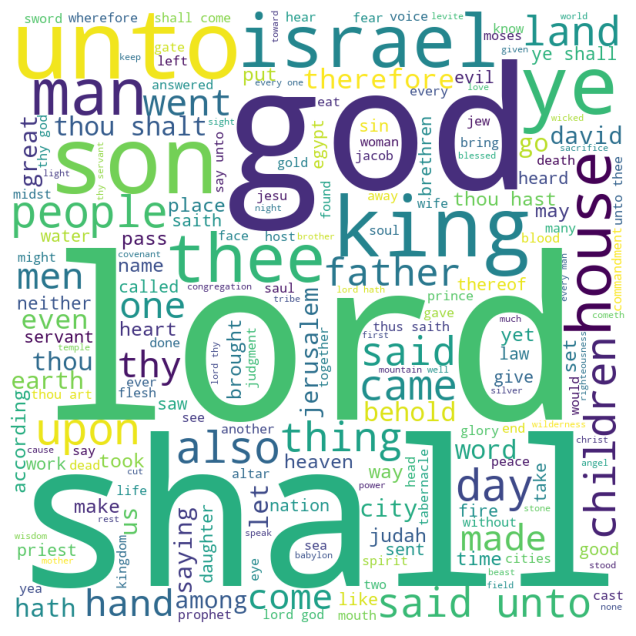 sword wherefore shall come
unto
israel
hear fear voice levite
toward world
land
moses given
keep gate left
answered every one
know
ye shall
ye
therefore evil every love
man
went
put
eat
god
wicked
great
thou shalt
thy god
say unto
sight
sin
egypt
woman
jacob
jew
bring
blessed
brethren
go
david
death sacrifice
son
light
thy servant
midst
gold
jesu
night
found
away wife
heard
thou hast
unto thee
people
place
saith
water
pass
face host brother
soul
king
may
many
blood
commandment
house
might
men
name
covenant
congregation
tribe
saul
thee
father
lord hath
prince
thereof
every man
cometh
neither
called
one
even
servant
heart
done
lord thy
brought
judgment
jerusalem
together
thus saith
gave
first
mountain well
much
said
yet
law
give
set
would
silver
righteousness
children
thou
thy
earth
temple
thou art
ever
flesh
saw see
lord
came
behold
according
upon
another
also
thing
glory end wilderness
christ
word
peace
angel
work
dead
say
cause
took
cut
altar
heaven
way
head
tabernacle
day
take
us
life
make
rest
saying
daughter
let
nation
power
city
fire
without
stone
good
priest
wisdom
mother
yea
kingdom
shall
speak
sea
babylon
judah
sent
spirit
time cities
beast
made
stood
hath
hand
among
prophet
come
lord god
eye
like
two
mouth
said unto
field
cast
none